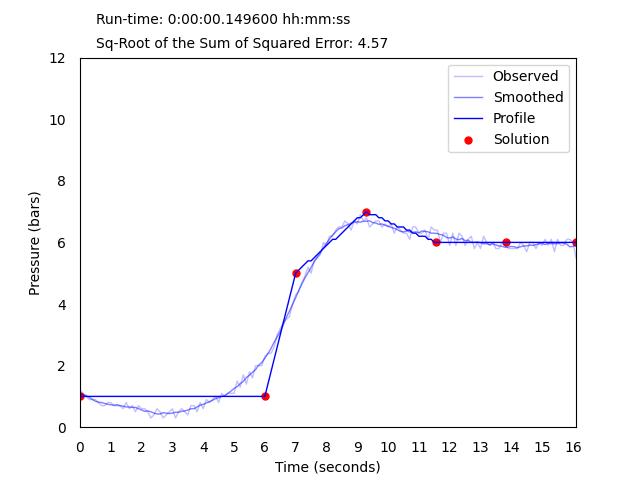 Run-time: 0:00:00.149600 hh:mm:ss
Sq-Root of the Sum of Squared Error: 4.57
Observed
Smoothed
Profile
Solution
12
10
8
6
4
2
0
Pressure (bars)
0 1 2 3 4 5 6 7 8 9 10 11 12 13 14 15 16
Time (seconds)